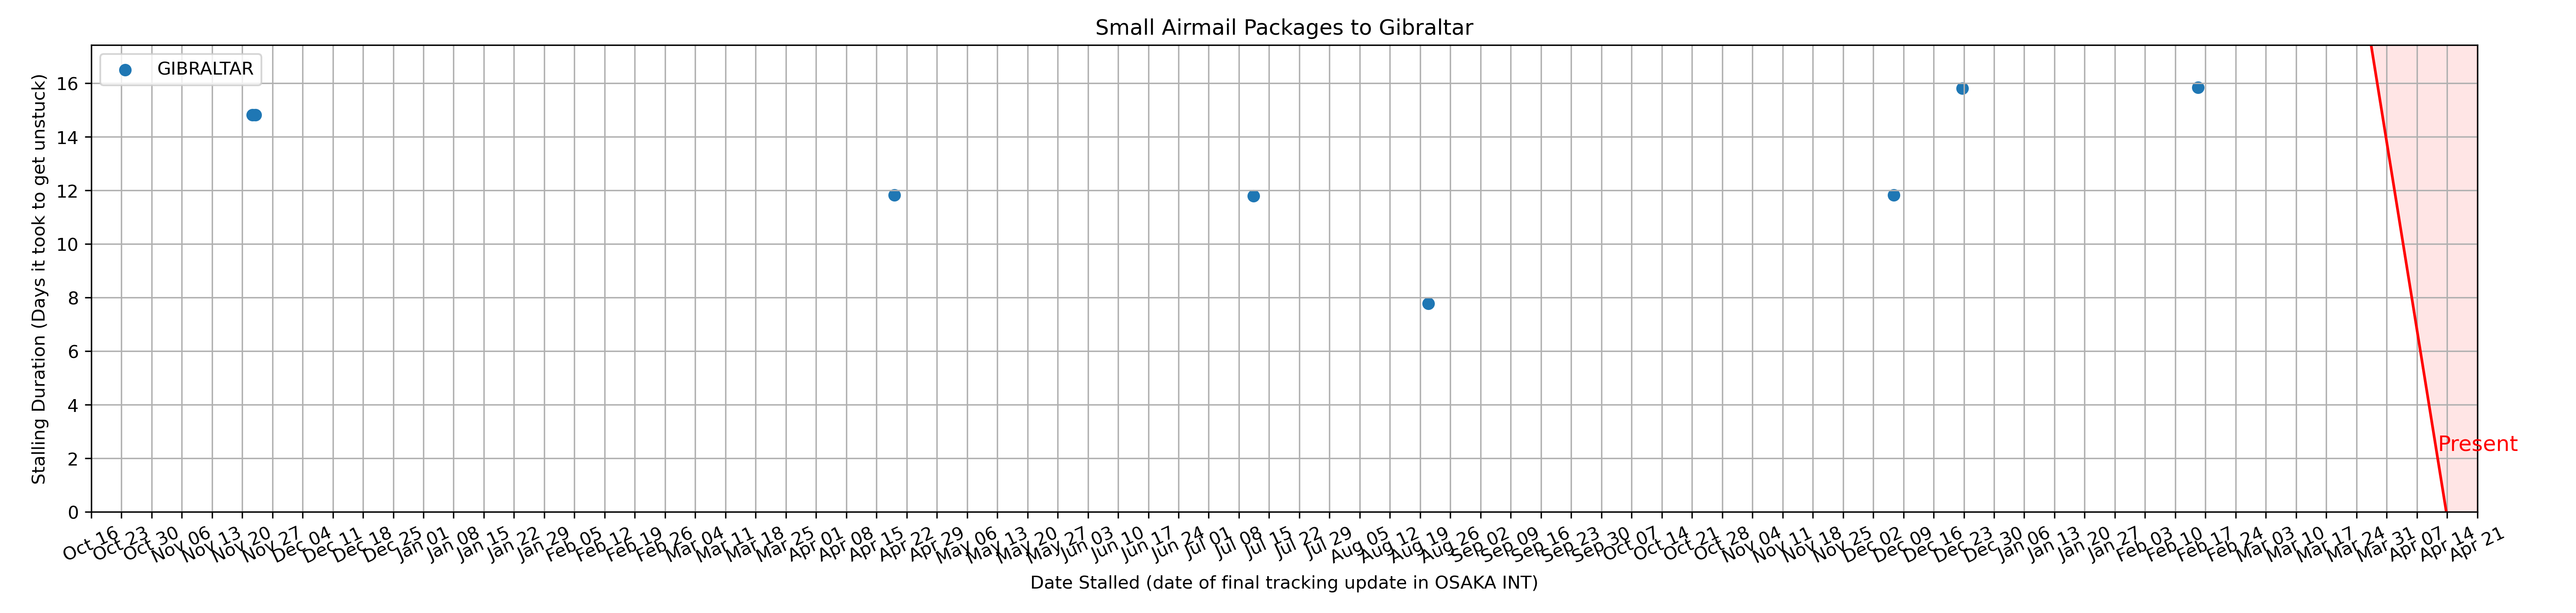 Small Airmail Packages to Gibraltar
GIBRALTAR
Stalling Duration (Days it took to get unstuck)
16
14
12
10
8
6
4
2
0
Present
Oct 16 Oct 23 Oct 30 Nov 06 Nov 13 Nov 20 Nov 27 Dec 04 Dec 11 Dec 18 Dec 25 Jan 01 Jan 08 Jan 15 Jan 22 Jan 29 Feb 05 Feb 12 Feb 19 Feb 26 Mar 04 Mar 11 Mar 18 Mar 25 Apr 01 Apr 08 Apr 15 Apr 22 Apr 29 May 06 May 13 May 20 May 27 Jun 03 Jun 10 Jun 17 Jun 24 Jul 01 Jul 08 Jul 15 Jul 22 Jul 29 Aug 05 Aug 12 Aug 19 Aug 26 Sep 02 Sep 09 Sep 16 Sep 23 Sep 30 Oct 07 Oct 14 Oct 21 Oct 28 Nov 04 Nov 11 Nov 18 Nov 25 Dec 02 Dec 09 Dec 16 Dec 23 Dec 30 Jan 06 Jan 13 Jan 20 Jan 27 Feb 03 Feb 10 Feb 17 Feb 24 Mar 03 Mar 10 Mar 17 Mar 24 Mar 31 Apr 07 Apr 14 Apr 21
Date Stalled (date of final tracking update in OSAKA INT)